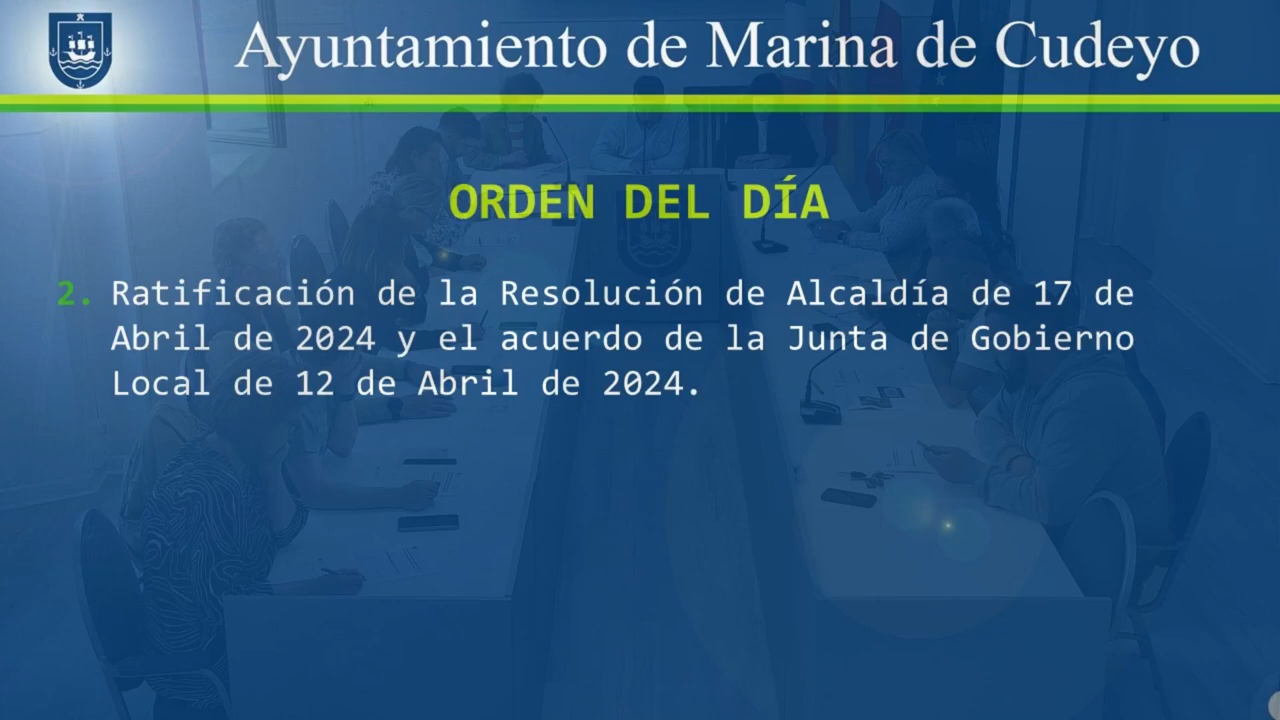 Ayuntamiento de Marina de Cudeyo
ORDEN DEL DÍA
2. Ratificación de la Resolución de Alcaldía de 17 de
Abril de 2024 y el acuerdo de la Junta de Gobierno
Local de 12 de Abril de 2024.